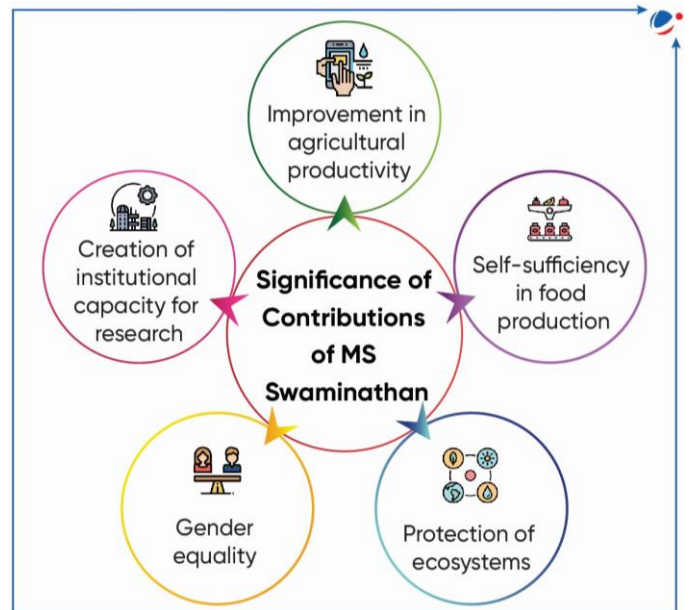 Improvement in
agricultural
productivity
Creation of
institutional
capacity for
research
Significance of
Contributions
of MS
Swaminathan
Self-sufficiency
in food
production
Gender
equality
Protection of
ecosystems